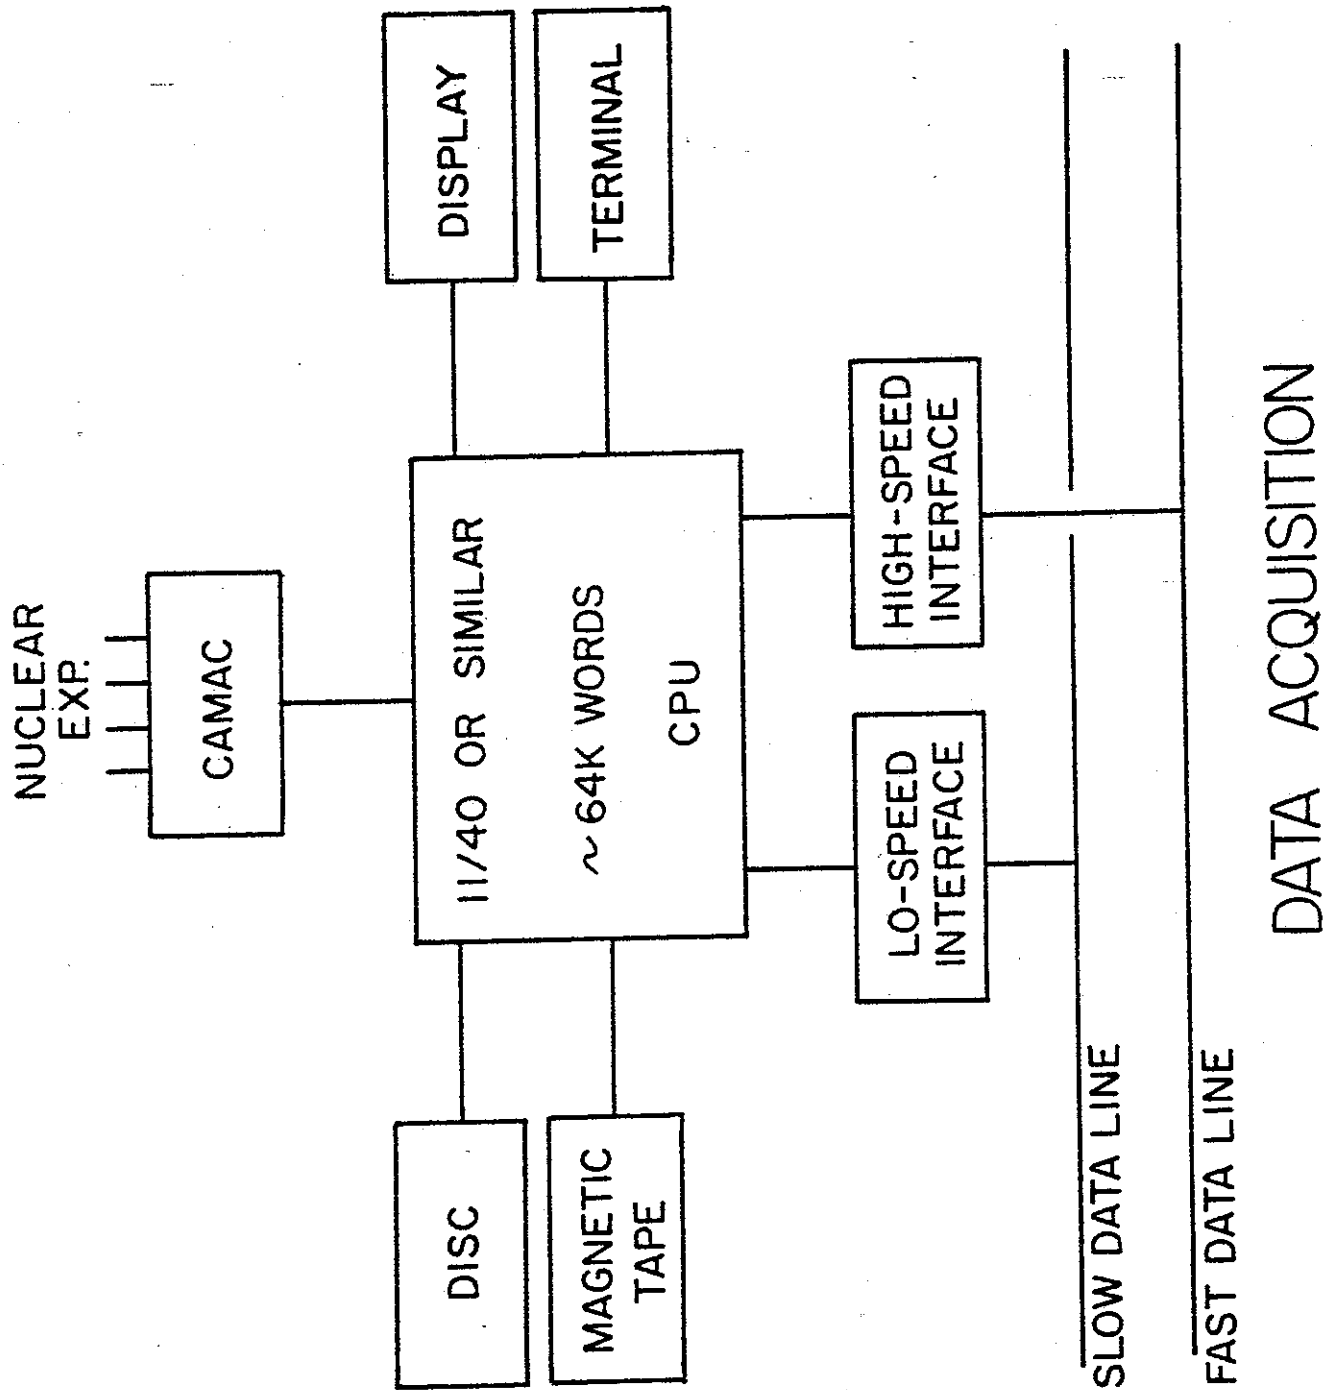 NUCLEAR
EXP.
CAMAC
DISC
MAGNETIC
TAPE
11/40 OR SIMILAR
~64K WORDS
CPU
DISPLAY
TERMINAL
LO-SPEED
INTERFACE
HIGH-SPEED
INTERFACE
SLOW DATA LINE
FAST DATA LINE
DATA ACQUISITION